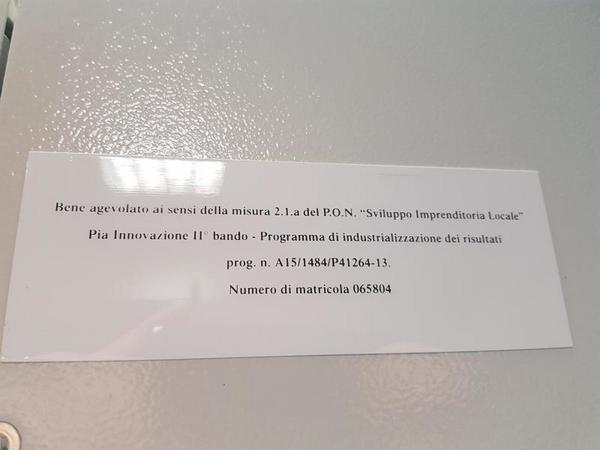 Bene agevolato ai sensi della misura 2.1.a del P.O.N. "Sviluppo Imprenditoria Locale"
Pia Innovazione II° bando - Programma di industrializzazione dei risultati
prog. n. A15/1484/P41264-13.
Numero di matricola 065804